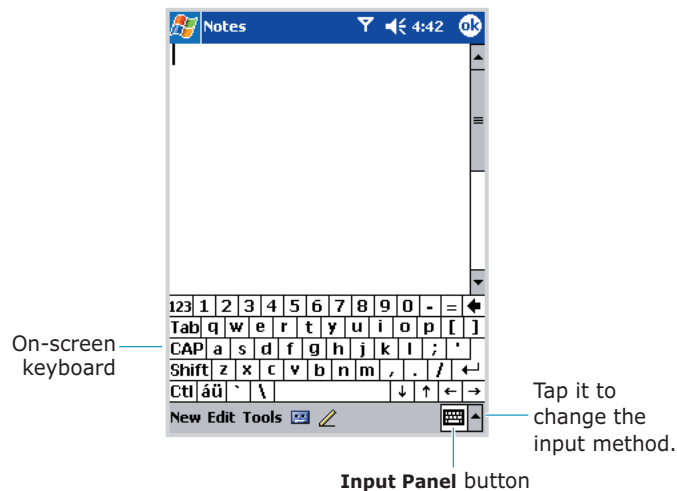 Notes 4:42 ok
123 1 2 3 4 5 6 7 8 9 0 - =
Tab q w e r t y u i o p [ ]
CAP a s d f g h j k l ; '
Shift z x c v b n m , . /
Ctl áü ` \ ↓ ↑ ← →
New Edit Tools
On-screen
keyboard
Tap it to
change the
input method.
Input Panel button